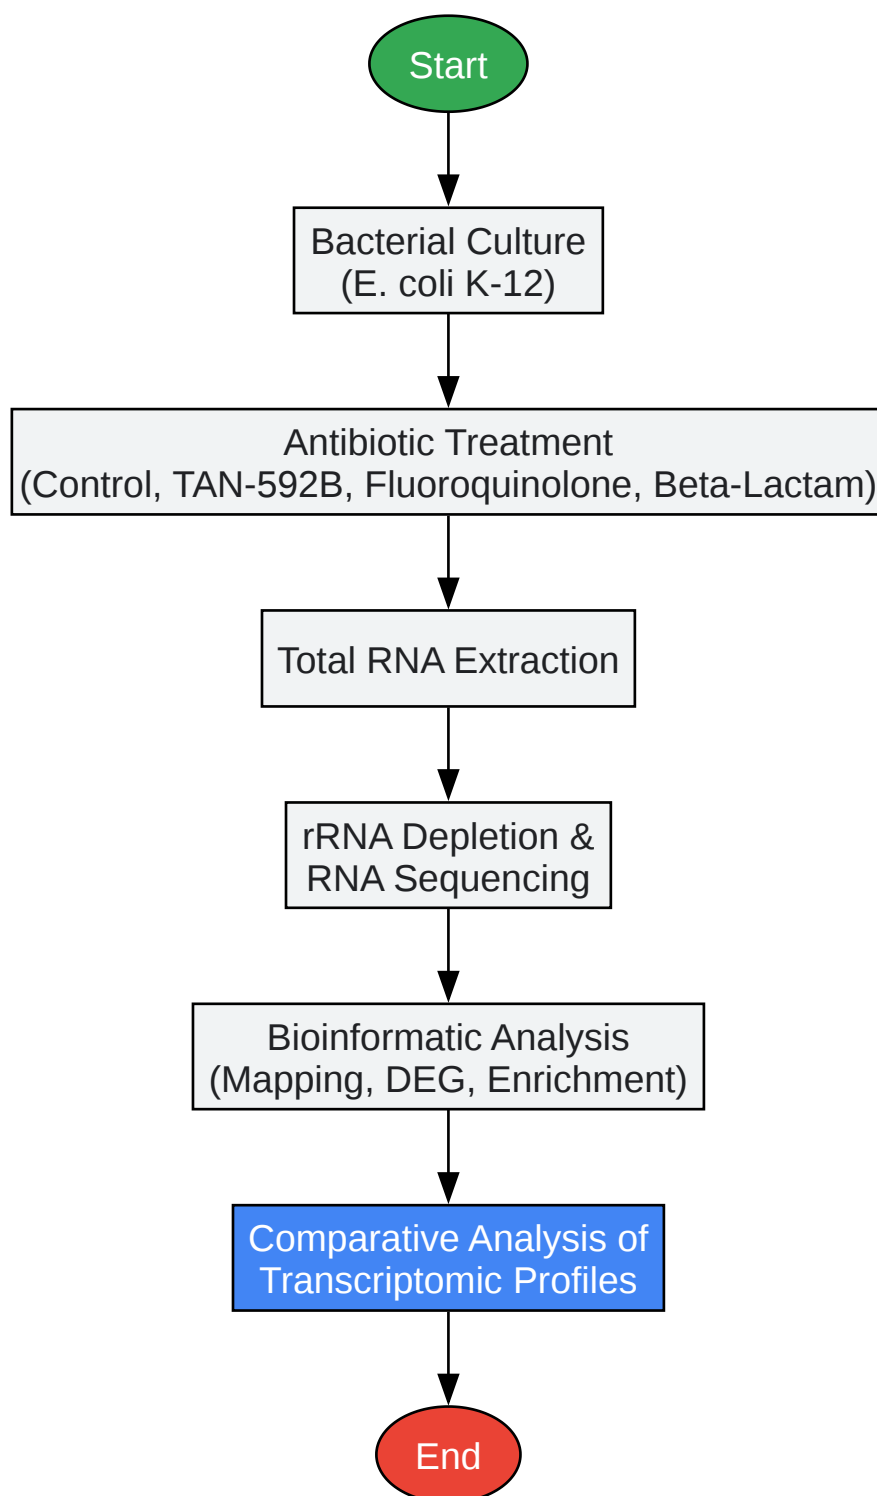 Start
Bacterial Culture
(E. coli K-12)
Antibiotic Treatment
(Control, TAN-592B, Fluoroquinolone, Beta-Lactam)
Total RNA Extraction
rRNA Depletion &
RNA Sequencing
Bioinformatic Analysis
(Mapping, DEG, Enrichment)
Comparative Analysis of
Transcriptomic Profiles
End